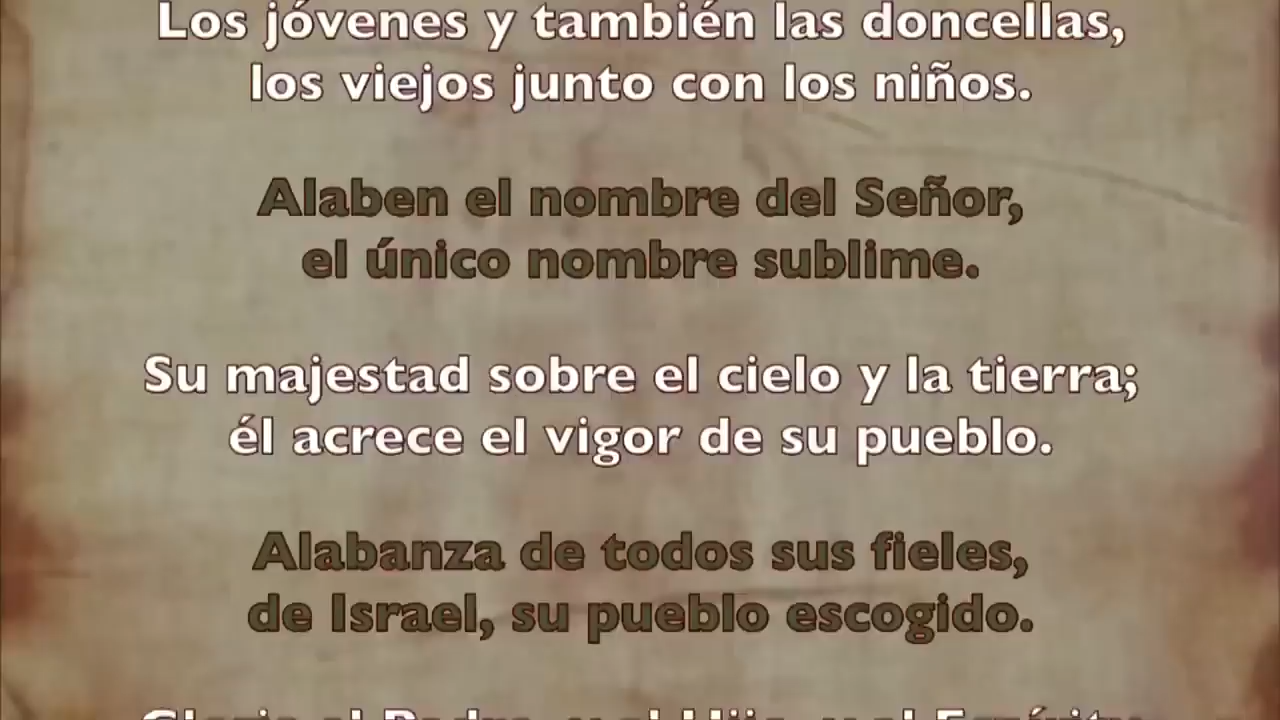 Los jóvenes y también las doncellas,
los viejos junto con los niños.
Alaben el nombre del Señor,
el único nombre sublime.
Su majestad sobre el cielo y la tierra;
él acrece el vigor de su pueblo.
Alabanza de todos sus fieles,
de Israel, su pueblo escogido.